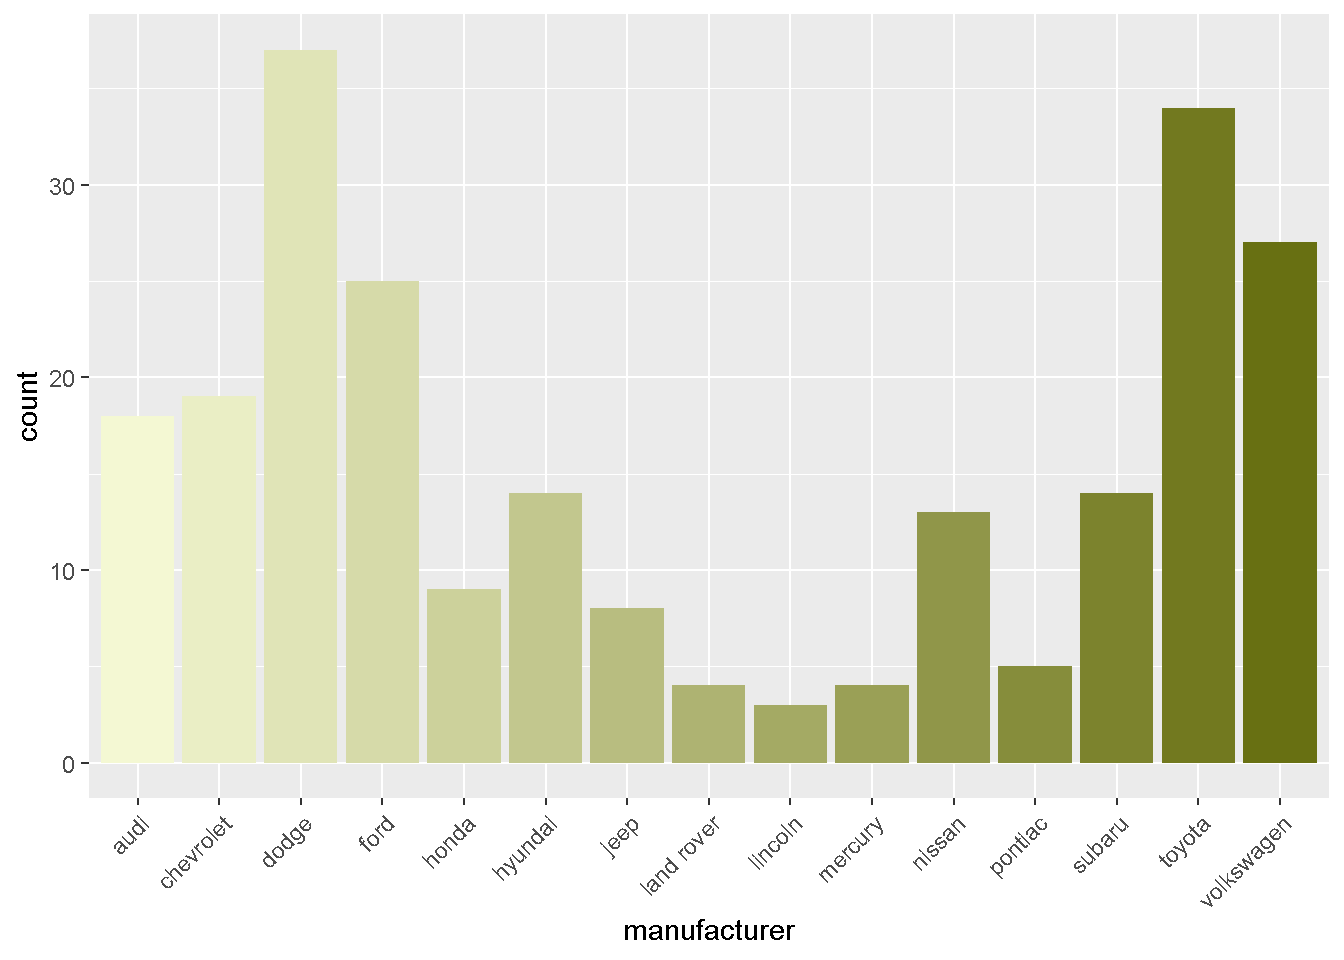 count
30
20
10
0
audi
chevrolet
dodge
ford
honda
hyundai
jeep
land rover
lincoln
mercury
nissan
pontiac
subaru
toyota
volkswagen
manufacturer